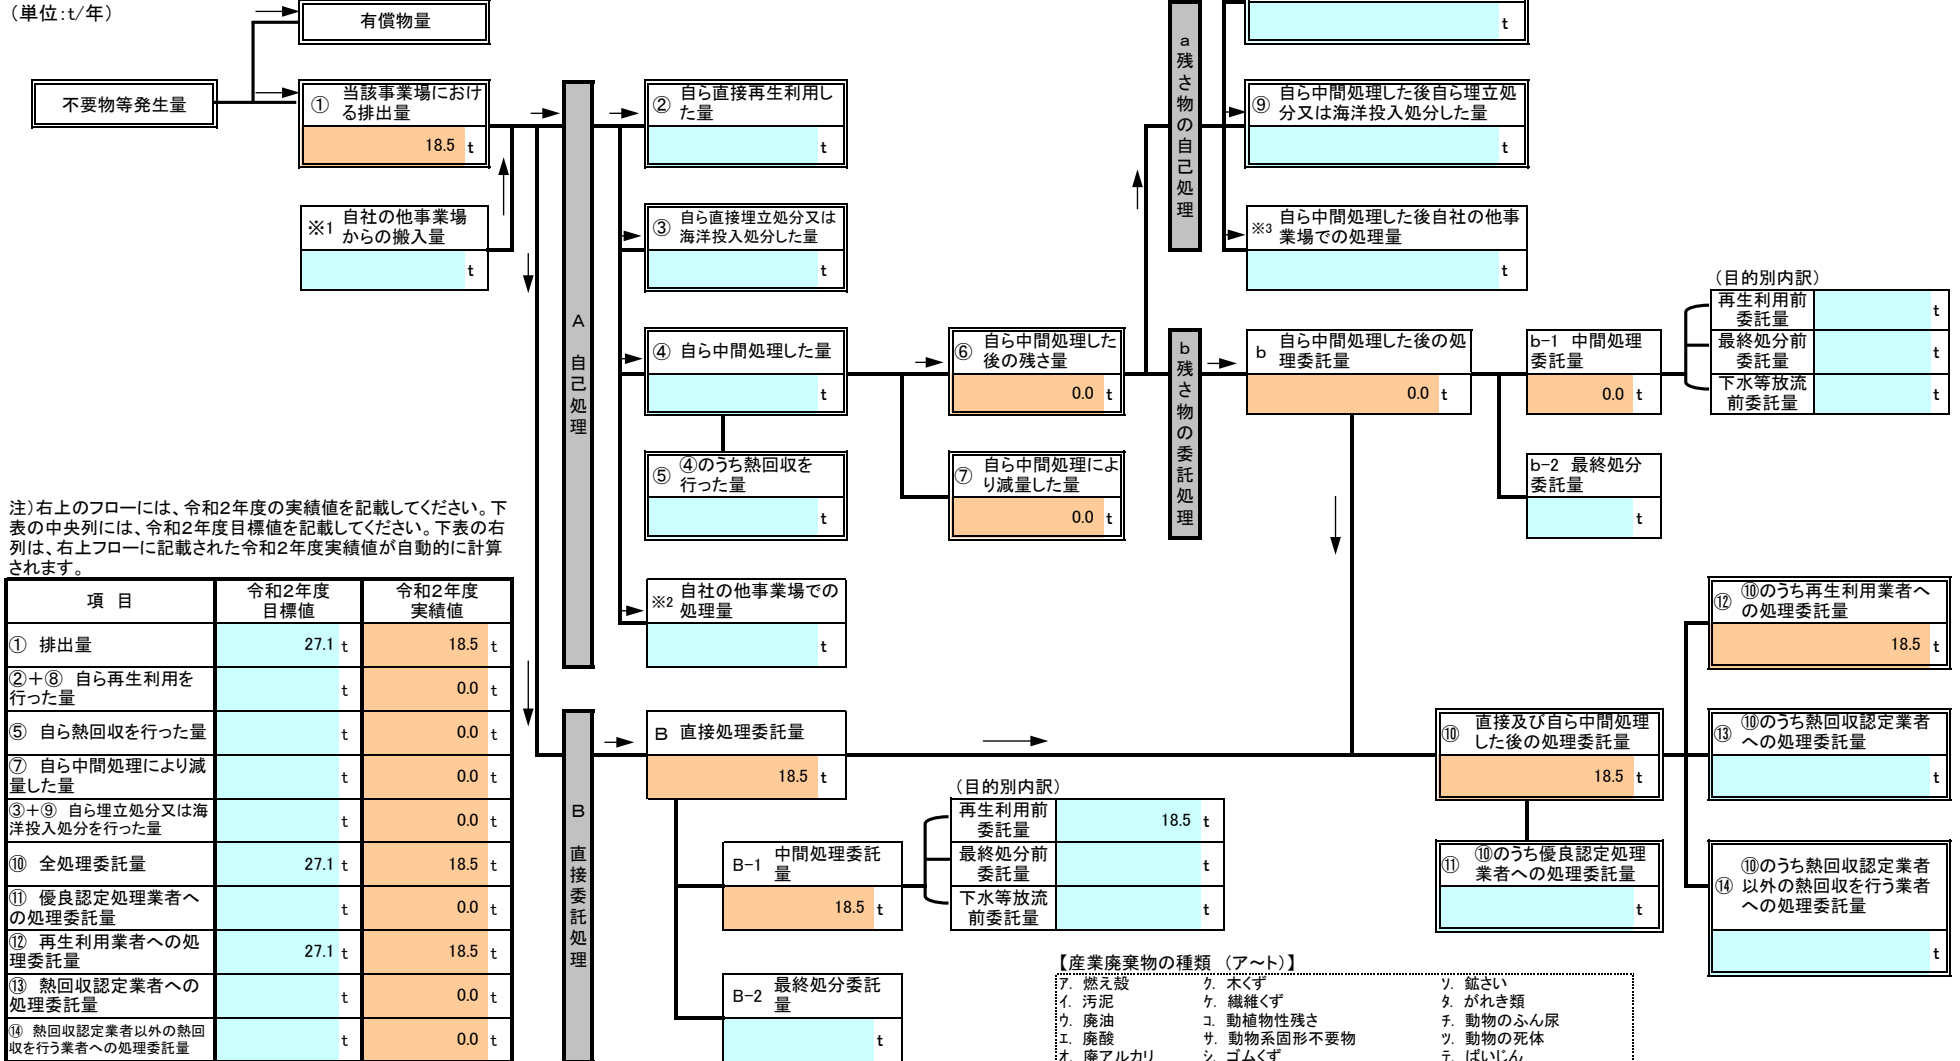 （単位：t/年）
有償物量
不要物等発生量
① 当該事業場におけ
る排出量
18.5 t
※1 自社の他事業場
からの搬入量
t
A 自己処理
② 自ら直接再生利用し
た量
t
③ 自ら直接埋立処分又は
海洋投入処分した量
t
④ 自ら中間処理した量
t
⑤ ④のうち熱回収を
行った量
t
※2 自社の他事業場での
処理量
t
⑥ 自ら中間処理した
後の残さ量
0.0 t
⑦ 自ら中間処理によ
り減量した量
0.0 t
a残さ物の自己処理
t
⑨ 自ら中間処理した後自ら埋立処
分又は海洋投入処分した量
t
※3 自ら中間処理した後自社の他事
業場での処理量
t
b残さ物の委託処理
b 自ら中間処理した後の処
理委託量
0.0 t
b-1 中間処理
委託量
0.0 t
b-2 最終処分
委託量
t
（目的別内訳）
再生利用前
委託量
t
最終処分前
委託量
t
下水等放流
前委託量
t
注）右上のフローには、令和２年度の実績値を記載してください。下
表の中央列には、令和２年度目標値を記載してください。下表の右
列は、右上フローに記載された令和２年度実績値が自動的に計算
されます。
項 目
令和２年度
目標値
令和２年度
実績値
① 排出量 27.1 t 18.5 t
②＋⑧ 自ら再生利用を
行った量
t 0.0 t
⑤ 自ら熱回収を行った量 t 0.0 t
⑦ 自ら中間処理により減
量した量
t 0.0 t
③＋⑨ 自ら埋立処分又は海
洋投入処分を行った量
t 0.0 t
⑩ 全処理委託量 27.1 t 18.5 t
⑪ 優良認定処理業者へ
の処理委託量
t 0.0 t
⑫ 再生利用業者への処
理委託量
27.1 t 18.5 t
⑬ 熱回収認定業者への
処理委託量
t 0.0 t
⑭ 熱回収認定業者以外の熱回
収を行う業者への処理委託量
t 0.0 t
B 直接委託処理
B 直接処理委託量
18.5 t
B-1 中間処理委託
量
18.5 t
B-2 最終処分委託
量
t
（目的別内訳）
再生利用前
委託量
18.5 t
最終処分前
委託量
t
下水等放流
前委託量
t
⑩ 直接及び自ら中間処理
した後の処理委託量
18.5 t
⑪ ⑩のうち優良認定処理
業者への処理委託量
t
⑫ ⑩のうち再生利用業者へ
の処理委託量
18.5 t
⑬ ⑩のうち熱回収認定業者
への処理委託量
t
⑭ ⑩のうち熱回収認定業者
以外の熱回収を行う業者
への処理委託量
t
【産業廃棄物の種類 （ア～ト）】
ア. 燃え殻 ク. 木くず ソ. 鉱さい
イ. 汚泥 ケ. 繊維くず タ. がれき類
ウ. 廃油 コ. 動植物性残さ チ. 動物のふん尿
エ. 廃酸 サ. 動物系固形不要物 ツ. 動物の死体
オ. 廃アルカリ シ. ゴムくず テ. ばいじん